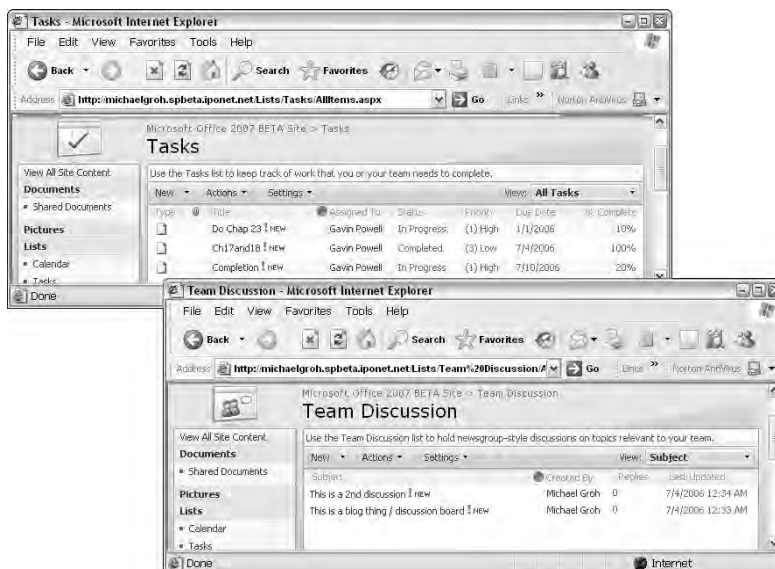 Tasks - Microsoft Internet Explorer
File Edit View Favorites Tools Help
Back Search Favorites
Address http://michaelgroh.spbeta.iponet.net/Lists/Tasks/AllItems.aspx Go Links » Norton AntiVirus
Microsoft Office 2007 BETA Site > Tasks
Tasks
View All Site Content
Use the Tasks list to keep track of work that you or your team needs to complete.
Documents
New Actions Settings View: All Tasks
Shared Documents
Type Title Assigned To Status Priority Due Date % Complete
Pictures
Do Chap 23 ! NEW Gavin Powell In Progress (1) High 1/1/2006 10%
Lists
Ch17and18 ! NEW Gavin Powell Completed (3) Low 7/4/2006 100%
Calendar
Completion ! NEW Gavin Powell In Progress (1) High 7/10/2006 20%
Tasks
Done
Team Discussion - Microsoft Internet Explorer
File Edit View Favorites Tools Help
Back Search Favorites
Address http://michaelgroh.spbeta.iponet.net/Lists/Team%20Discussion/A Go Links » Norton AntiVirus
Microsoft Office 2007 BETA Site > Team Discussion
Team Discussion
View All Site Content
Use the Team Discussion list to hold newsgroup-style discussions on topics relevant to your team.
Documents
New Actions Settings View: Subject
Shared Documents
Subject Created By Replies Last Updated
Pictures
This is a 2nd discussion ! NEW Michael Groh 0 7/4/2006 12:34 AM
Lists
This is a blog thing / discussion board ! NEW Michael Groh 0 7/4/2006 12:33 AM
Calendar
Tasks
Done Internet